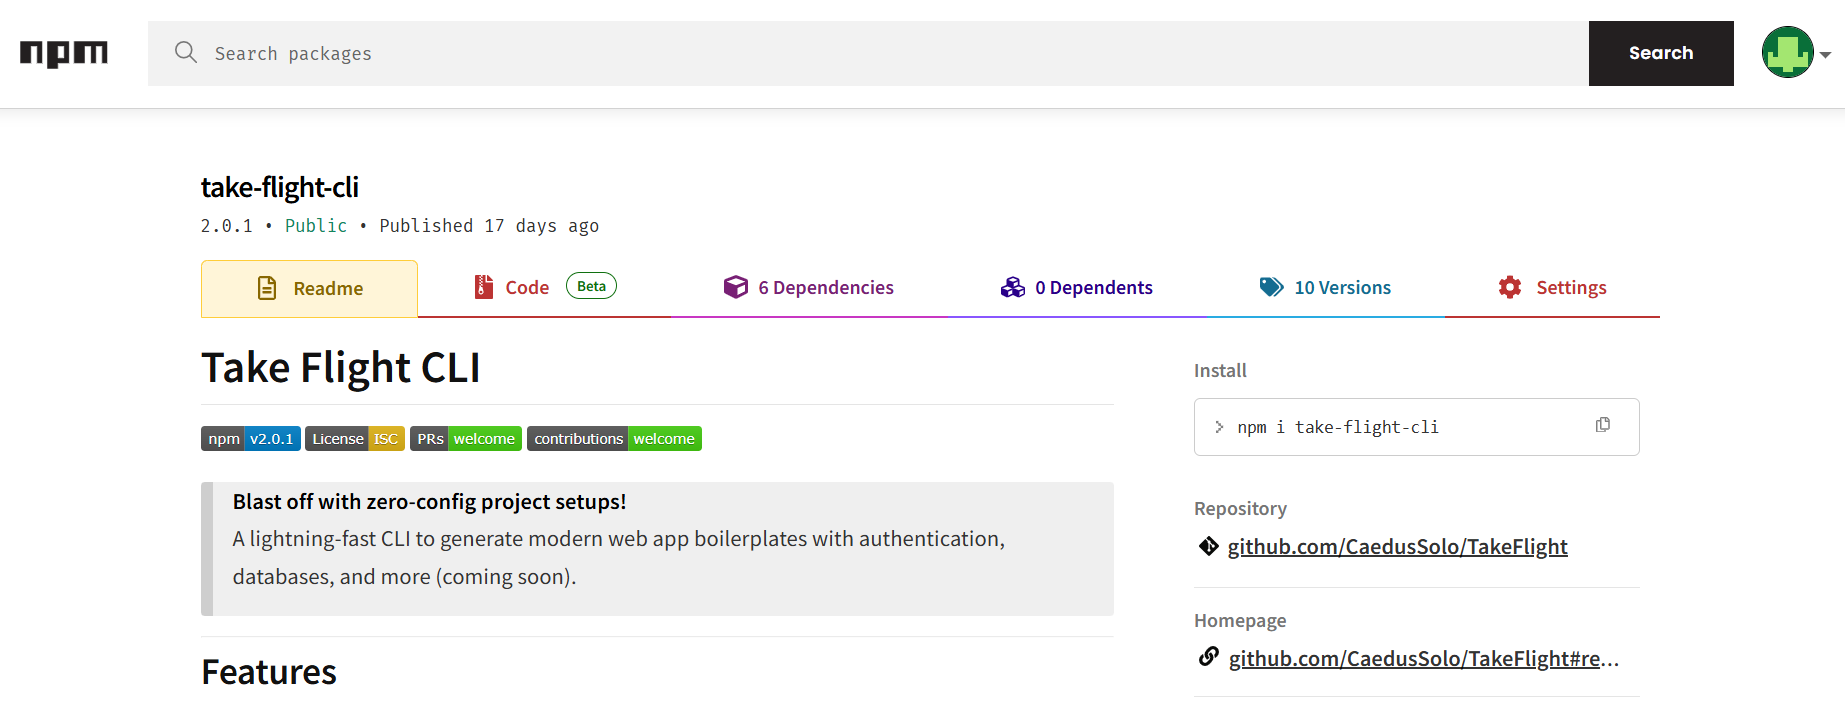 npm
Search packages
Search
take-flight-cli
2.0.1 • Public • Published 17 days ago
Readme
Code Beta
6 Dependencies
0 Dependents
10 Versions
Settings
Take Flight CLI
npm v2.0.1 License ISC PRs welcome contributions welcome
Blast off with zero-config project setups!
A lightning-fast CLI to generate modern web app boilerplates with authentication,
databases, and more (coming soon).
Features
Install
> npm i take-flight-cli
Repository
github.com/CaedusSolo/TakeFlight
Homepage
github.com/CaedusSolo/TakeFlight#re...